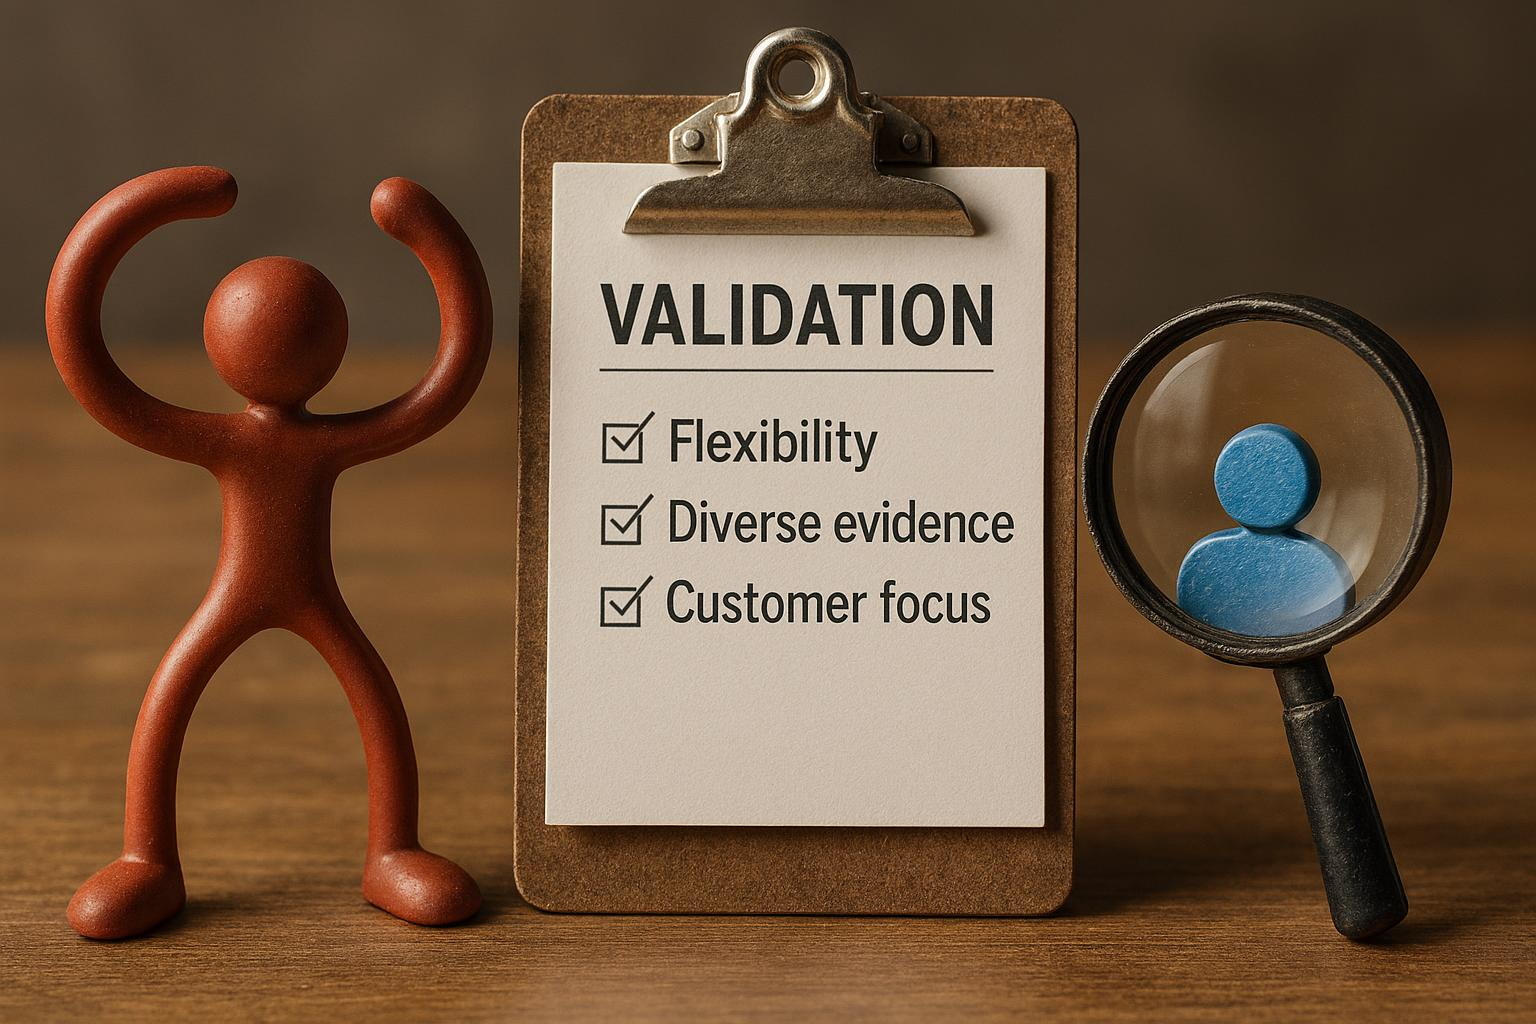 VALIDATION
Flexibility
Diverse evidence
Customer focus